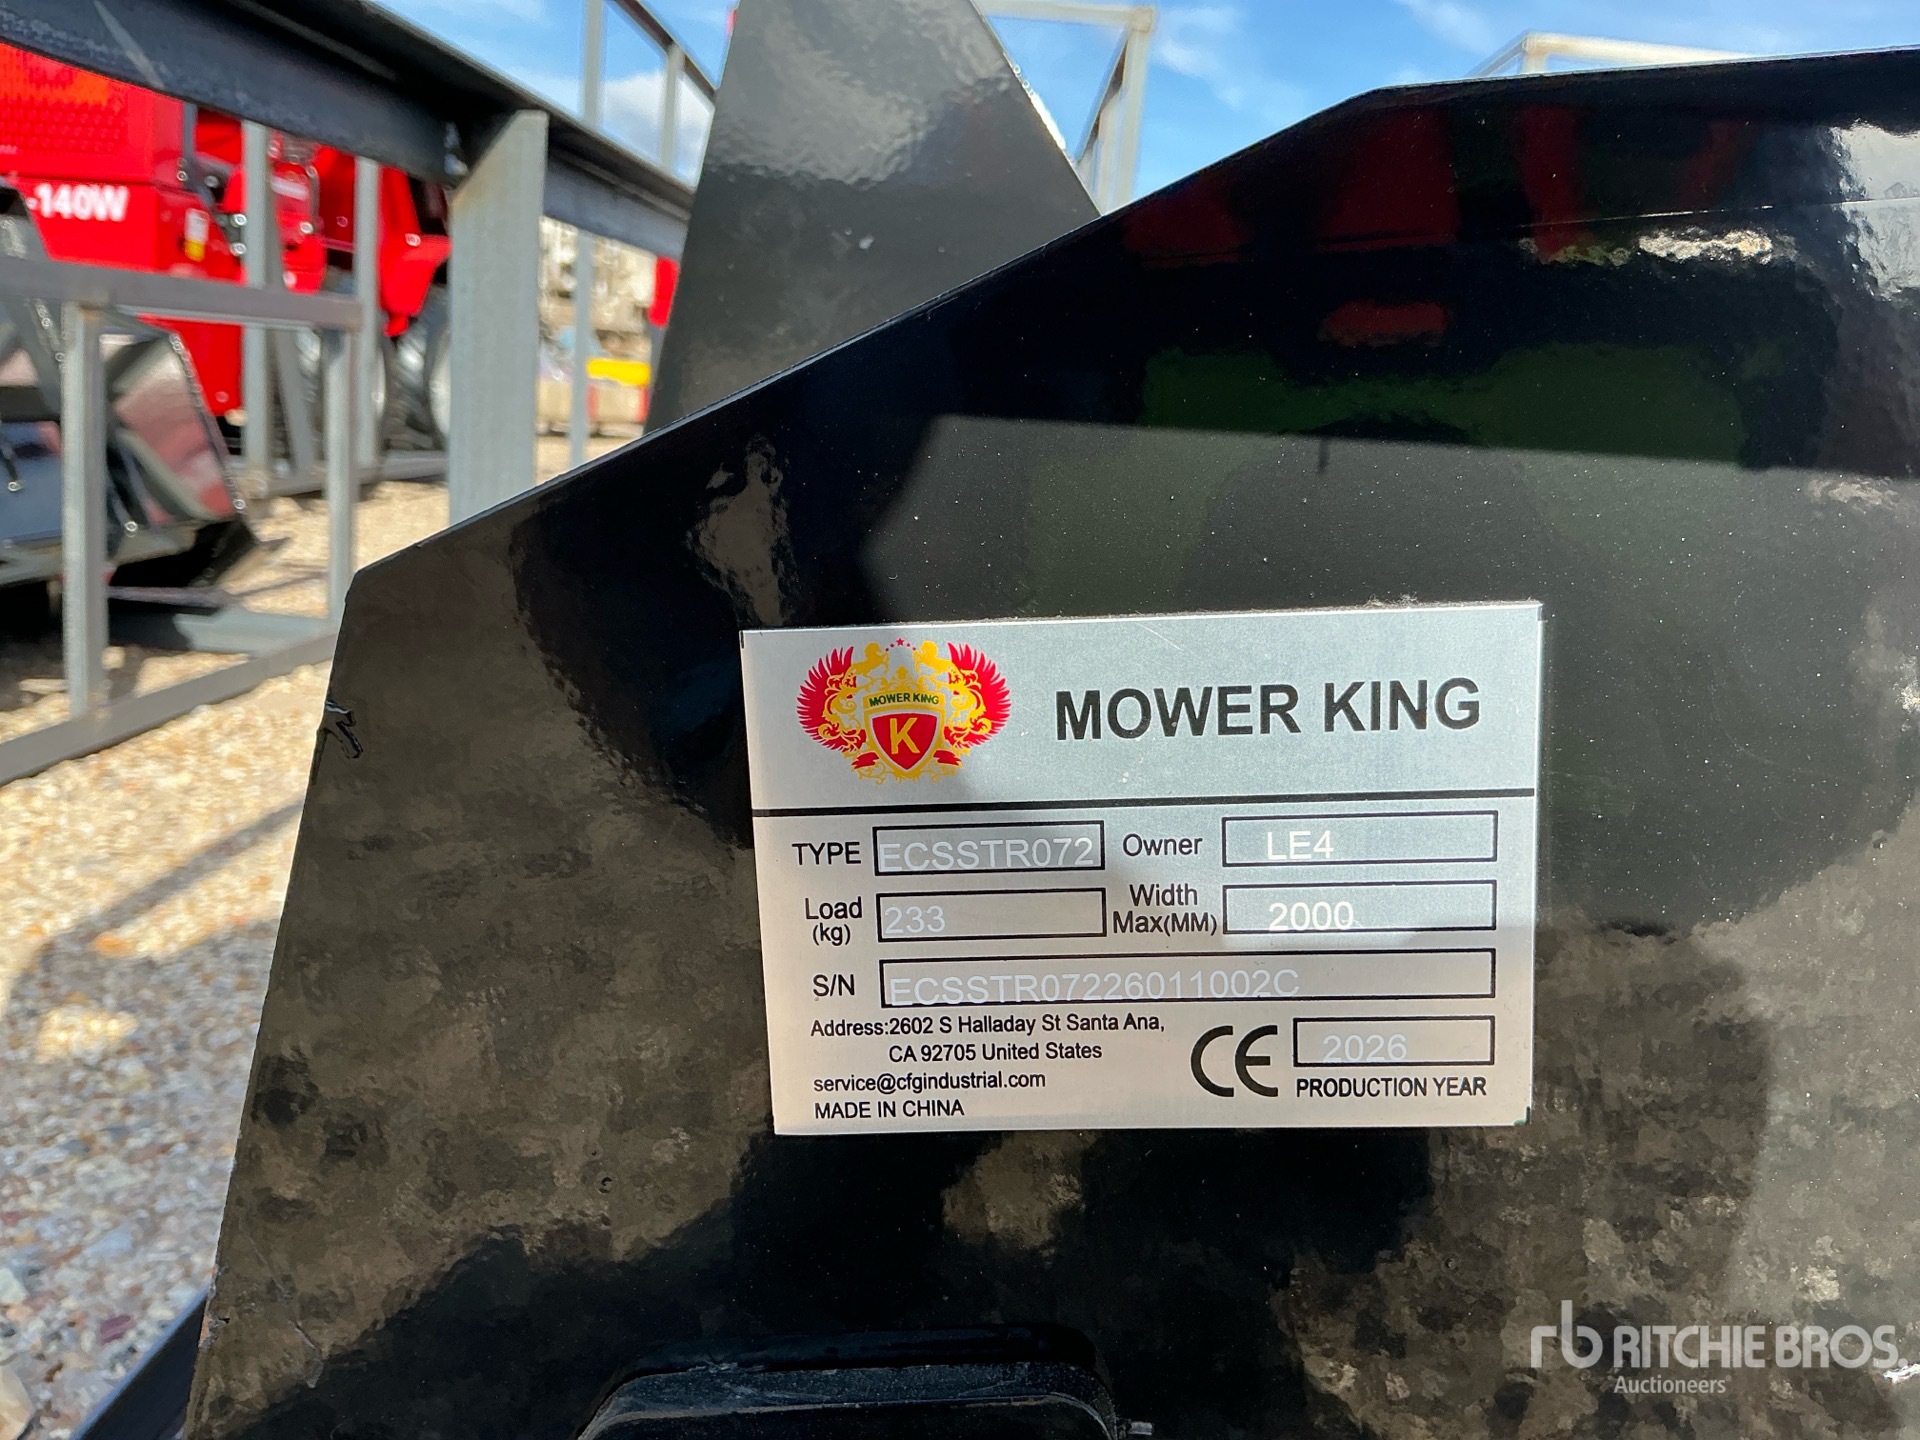 -140W
MOWER KING
K
MOWER KING
TYPE ECSSTR072 Owner LE4
Load (kg) 233 Width Max(MM) 2000
S/N ECSSTR07226011002C
Address:2602 S Halladay St Santa Ana,
CA 92705 United States
service@cfgindustrial.com
MADE IN CHINA
CE 2026
PRODUCTION YEAR
rb RITCHIE BROS.
Auctioneers